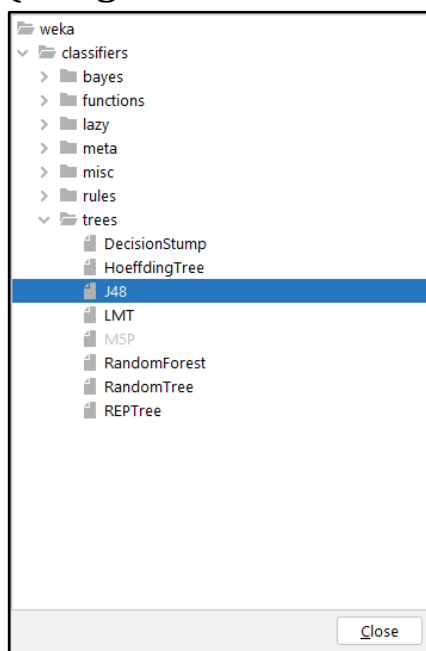 weka
classifiers
bayes
functions
lazy
meta
misc
rules
trees
DecisionStump
HoeffdingTree
J48
LMT
M5P
RandomForest
RandomTree
REPTree
Close